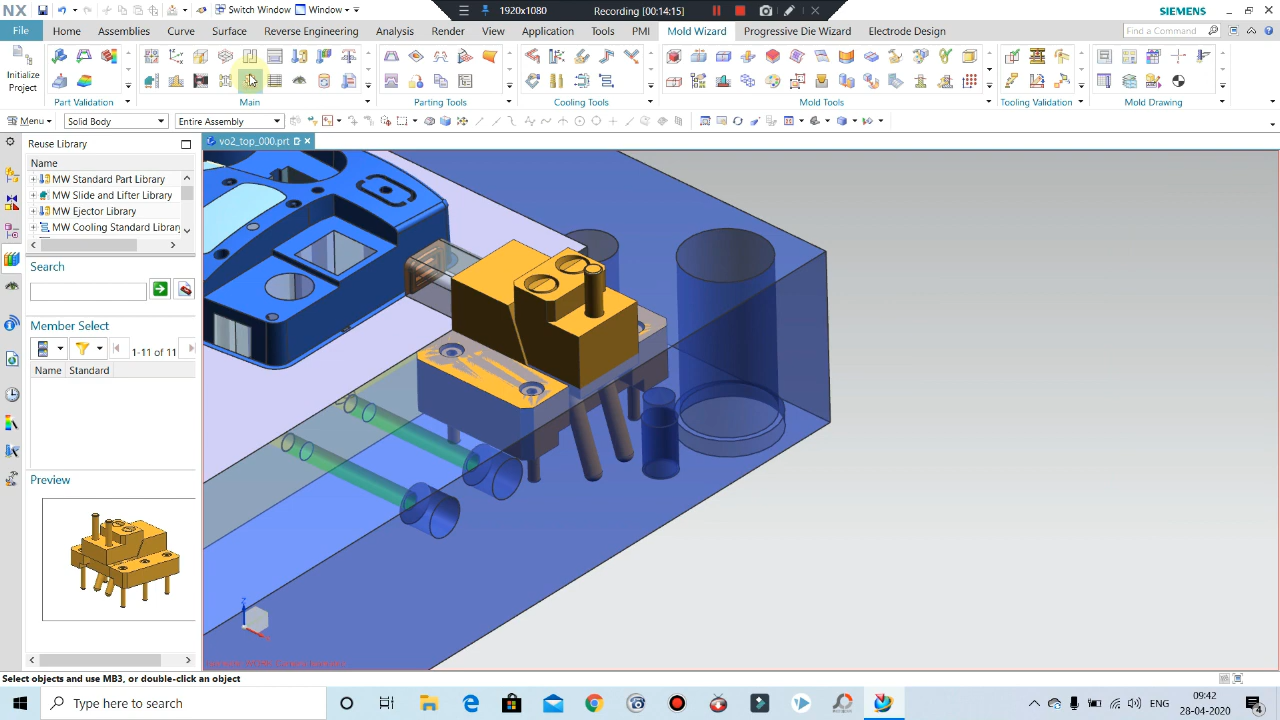 NX
Switch Window
Window
1920x1080
Recording [00:14:15]
SIEMENS
File
Home
Tools
Curve
Surface
Reverse Engineering
Analysis
Render
View
Application
Tools
PMI
Mold Wizard
Progressive Die Wizard
Electrode Design
Find a Command
Initialize
Project
Part Validation
Main
Parting Tools
Cooling Tools
Mold Tools
Tooling Validation
Mold Drawing
Menu
Solid Body
Entire Assembly
Reuse Library
vo2_top_000.prt
Name
MW Standard Part Library
MW Slide and Lifter Library
MW Ejector Library
MW Cooling Standard Library
Search
Member Select
1-11 of 11
Name
Standard
Preview
Z
Select objects and use MB3, or double-click an object
Type here to search
ENG
09:42
28-04-2020
4